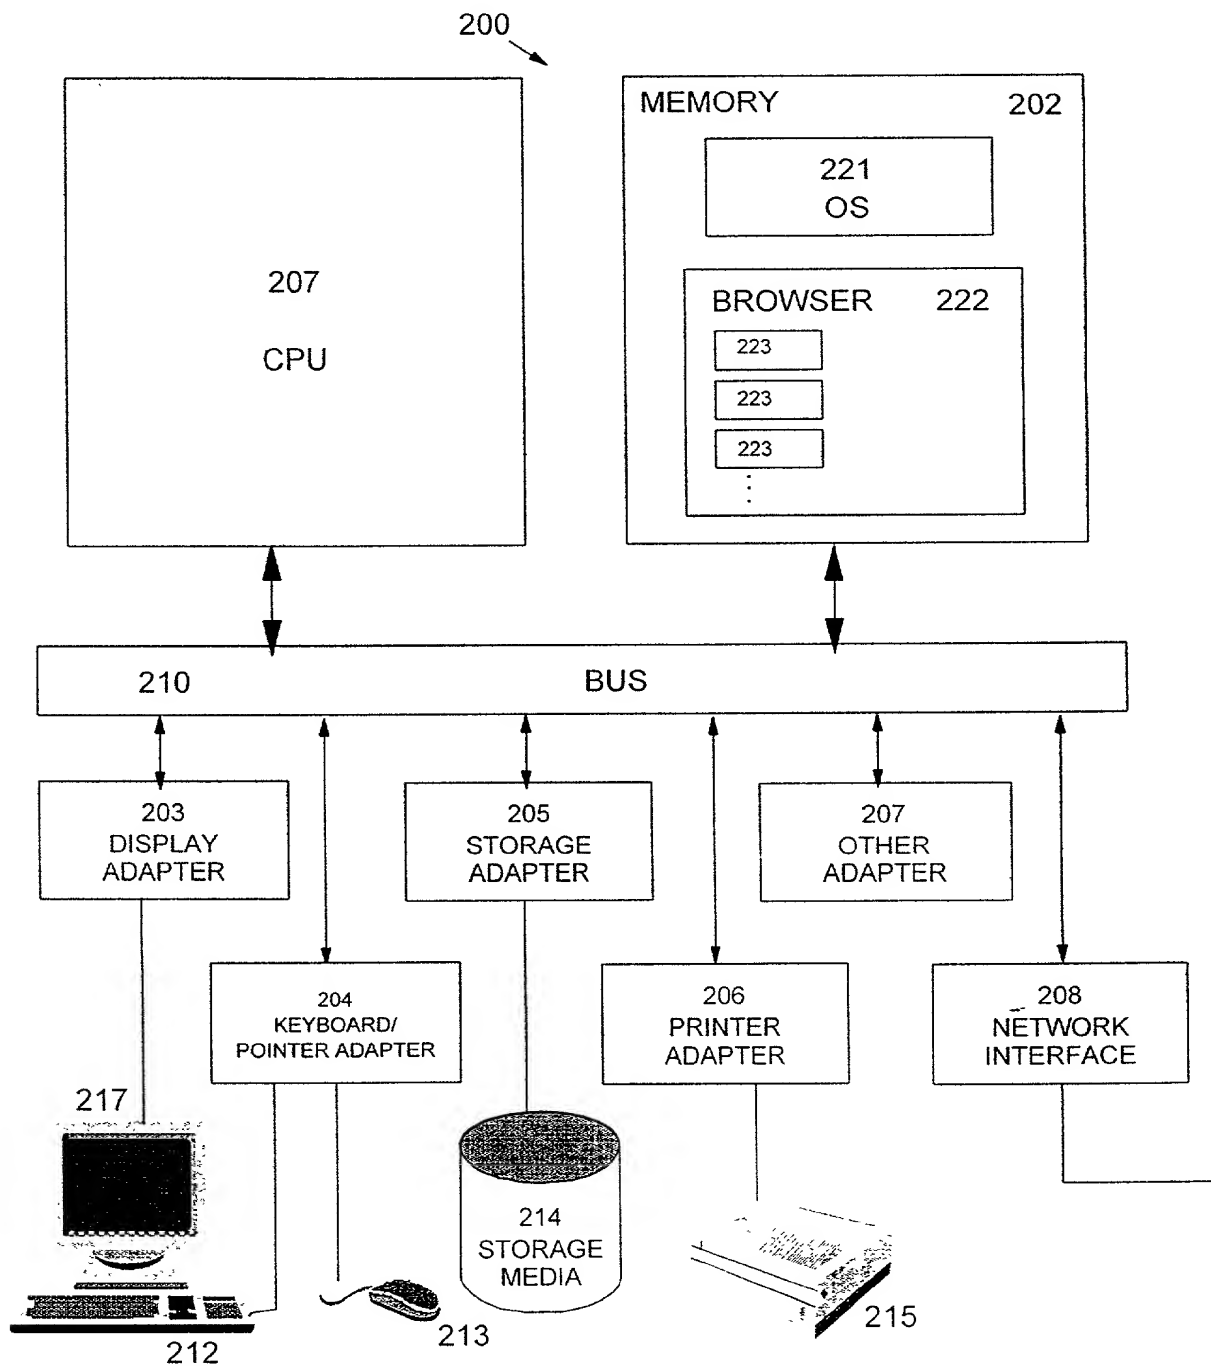 200
MEMORY 202
221
OS
207
CPU
BROWSER 222
223
223
223
210 BUS
203
DISPLAY
ADAPTER
205
STORAGE
ADAPTER
207
OTHER
ADAPTER
204
KEYBOARD/
POINTER ADAPTER
206
PRINTER
ADAPTER
208
NETWORK
INTERFACE
217
214
STORAGE
MEDIA
212
213
215